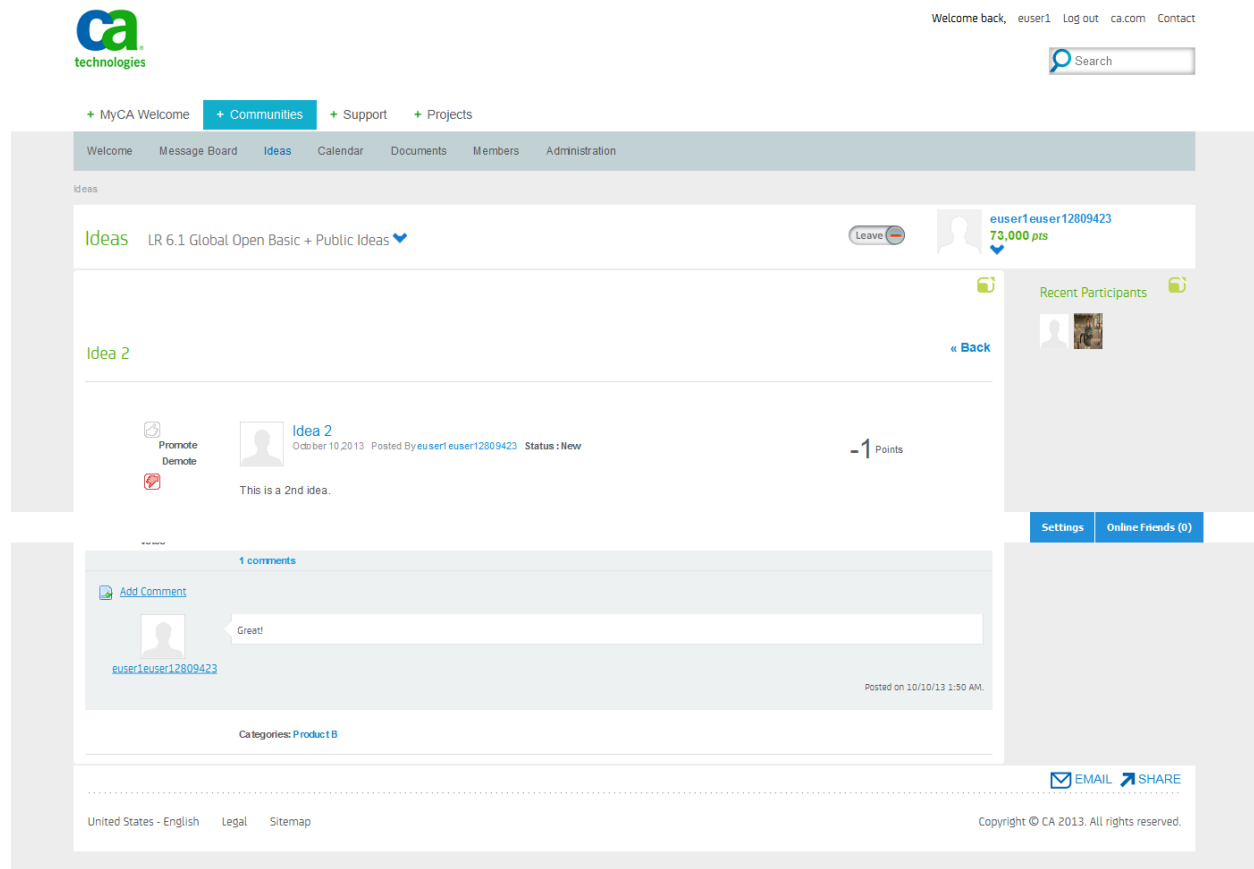 ca
technologies
Welcome back, euser1 Log out ca.com Contact
Search
+ MyCA Welcome + Communities + Support + Projects
Welcome Message Board Ideas Calendar Documents Members Administration
Ideas
Ideas LR 6.1 Global Open Basic + Public Ideas
Leave
euser1euser12809423
73,000 pts
Recent Participants
Idea 2
« Back
Promote
Demote
Idea 2
October 10,2013 Posted By euser1euser12809423 Status : New
-1 Points
This is a 2nd idea.
Settings Online Friends (0)
1 comments
Add Comment
Great!
euser1euser12809423
Posted on 10/10/13 1:50 AM.
Categories: Product B
EMAIL SHARE
United States - English Legal Sitemap
Copyright © CA 2013. All rights reserved.